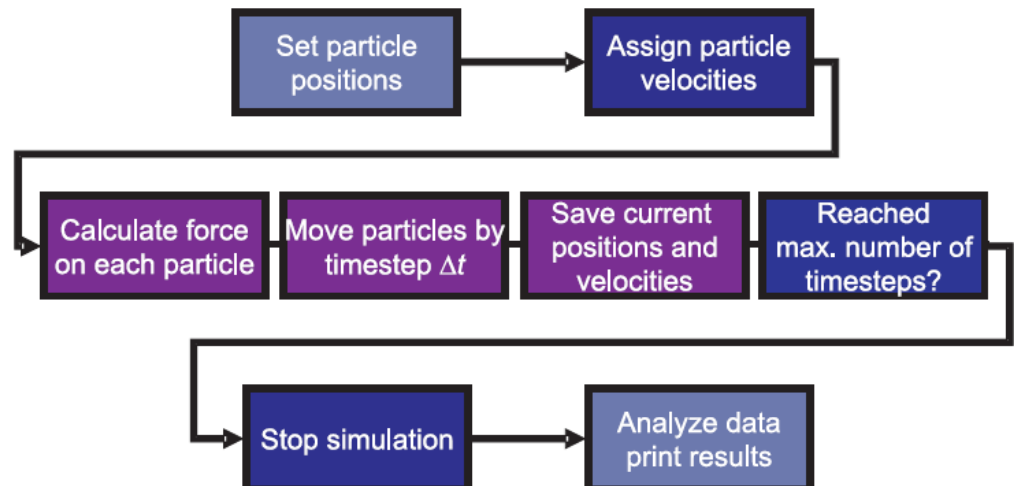 Set particle
positions
Assign particle
velocities
Calculate force
on each particle
Move particles by
timestep Δt
Save current
positions and
velocities
Reached
max. number of
timesteps?
Stop simulation
Analyze data
print results